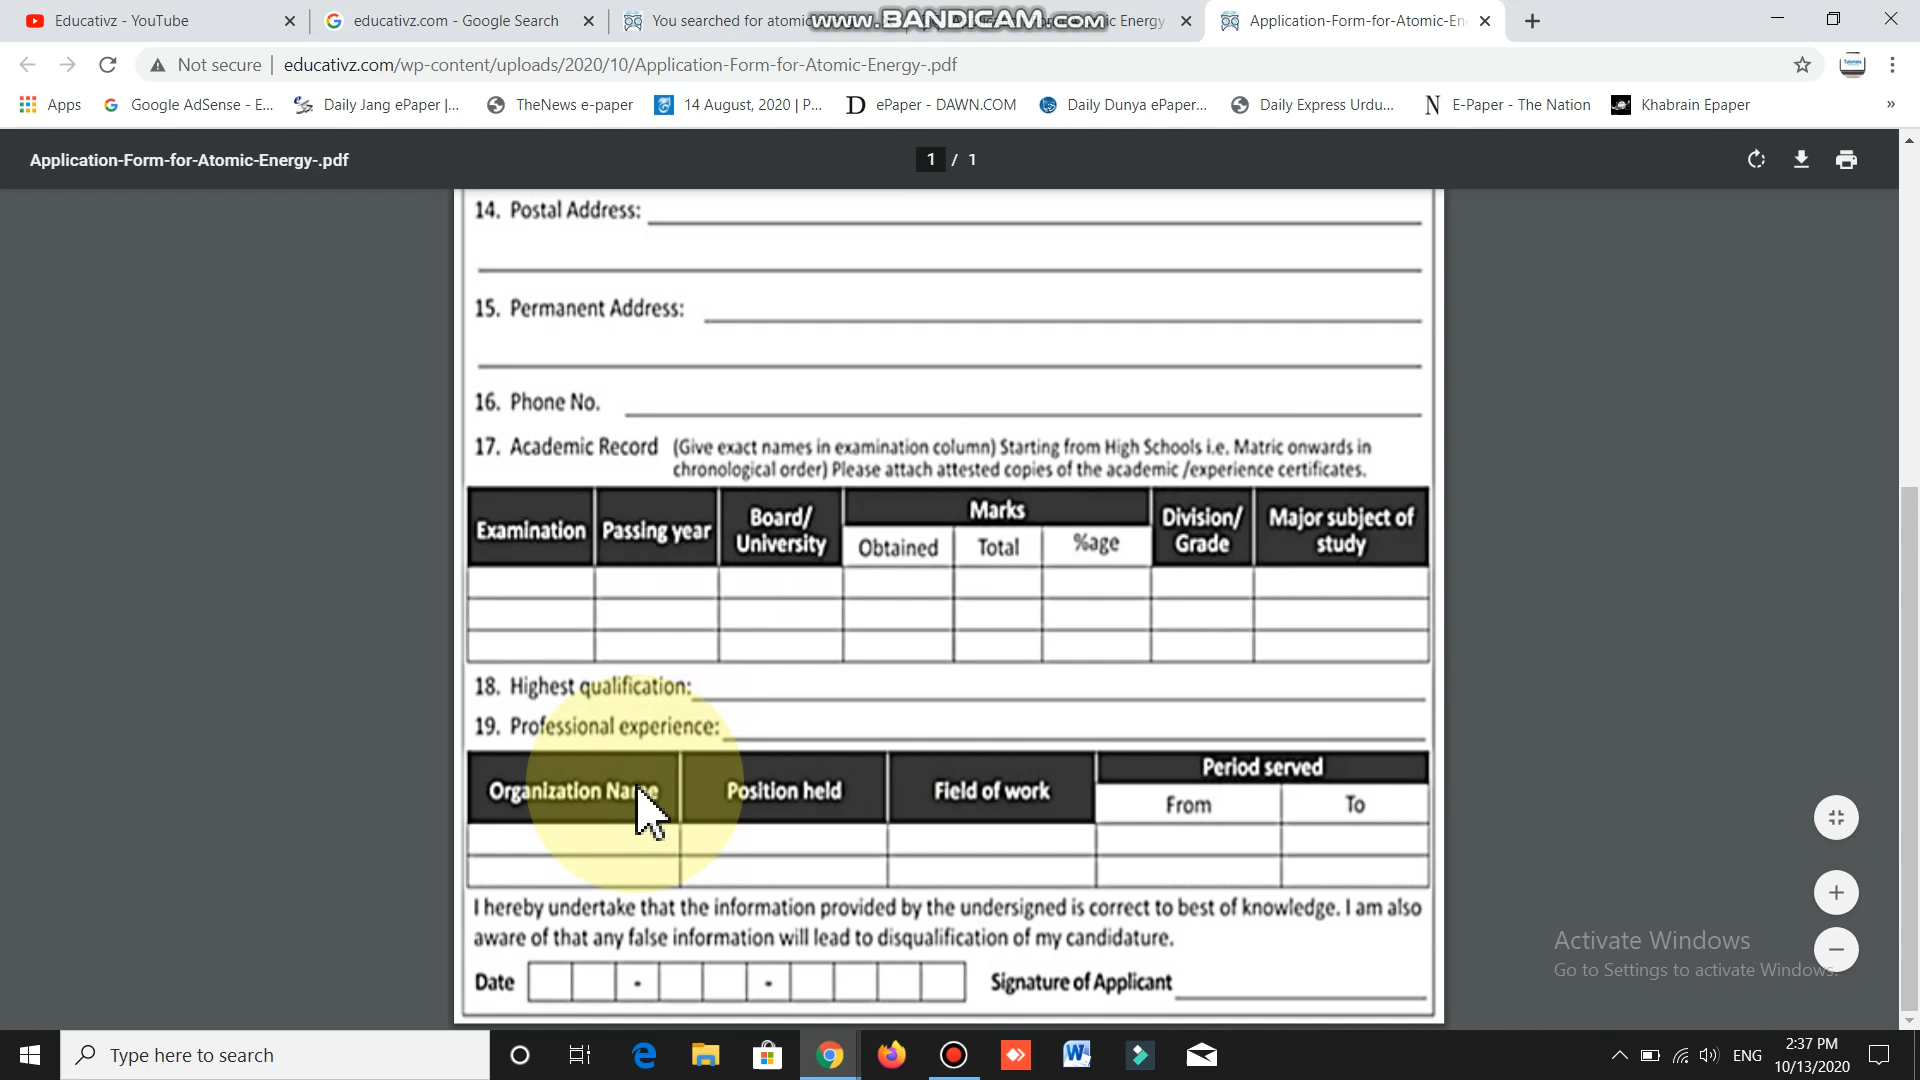 Educativz - YouTube
educativz.com - Google Search
You searched for atomic
www.BANDICAM.com
Energy
Application-Form-for-Atomic-En
Not secure
educativz.com/wp-content/uploads/2020/10/Application-Form-for-Atomic-Energy-.pdf
Apps
Google AdSense - E...
Daily Jang ePaper |...
TheNews e-paper
14 August, 2020 | P...
ePaper - DAWN.COM
Daily Dunya ePaper...
Daily Express Urdu...
E-Paper - The Nation
Khabrain Epaper
»
Application-Form-for-Atomic-Energy-.pdf
1 / 1
14. Postal Address:
15. Permanent Address:
16. Phone No.
17. Academic Record (Give exact names in examination column) Starting from High Schools i.e. Matric onwards in
chronological order) Please attach attested copies of the academic /experience certificates.
Examination
Passing year
Board/
University
Marks
Obtained
Total
%age
Division/
Grade
Major subject of
study
18. Highest qualification:
19. Professional experience:
Organization Name
Position held
Field of work
Period served
From
To
I hereby undertake that the information provided by the undersigned is correct to best of knowledge. I am also
aware of that any false information will lead to disqualification of my candidature.
Date - - Signature of Applicant
Activate Windows
Go to Settings to activate Windows.
Type here to search
ENG
2:37 PM
10/13/2020